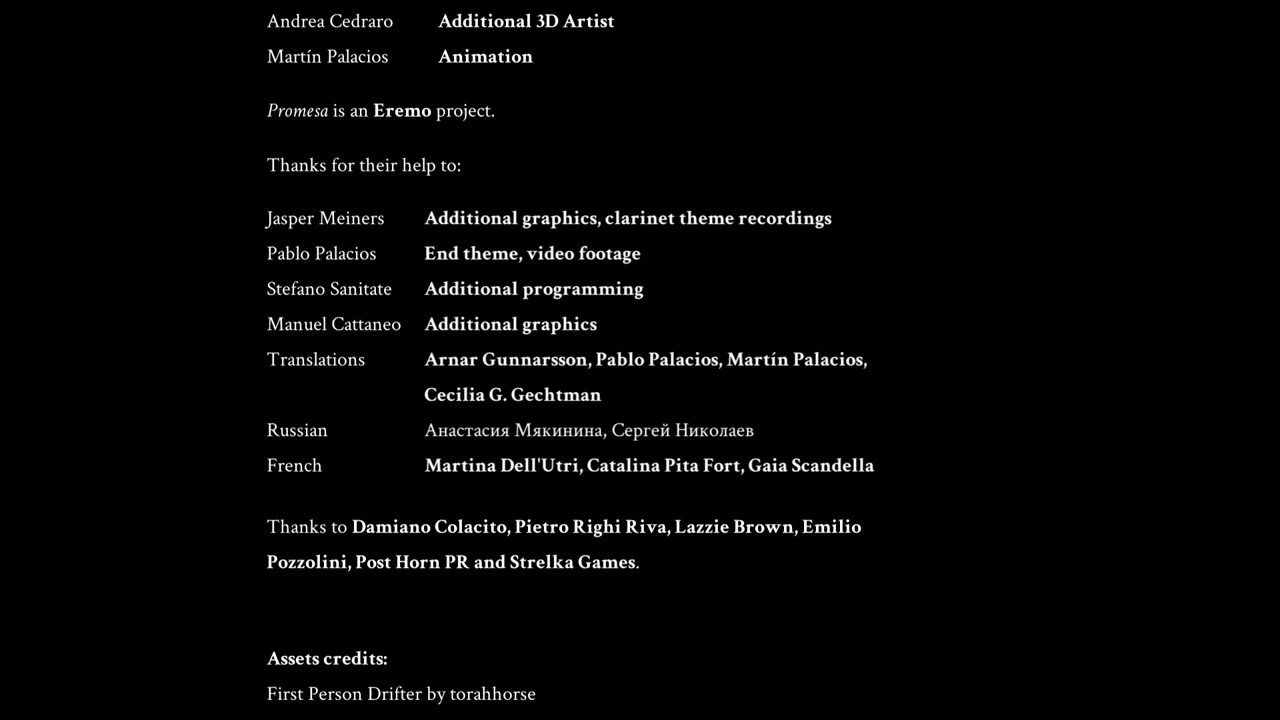 Andrea Cedraro Additional 3D Artist
Martín Palacios Animation
Promesa is an Eremo project.
Thanks for their help to:
Jasper Meiners Additional graphics, clarinet theme recordings
Pablo Palacios End theme, video footage
Stefano Sanitate Additional programming
Manuel Cattaneo Additional graphics
Translations Arnar Gunnarsson, Pablo Palacios, Martín Palacios,
Cecilia G. Gechtman
Russian Анастасия Мякинина, Сергей Николаев
French Martina Dell'Utri, Catalina Pita Fort, Gaia Scandella
Thanks to Damiano Colacito, Pietro Righi Riva, Lazzie Brown, Emilio
Pozzolini, Post Horn PR and Strelka Games.
Assets credits:
First Person Drifter by torahhorse